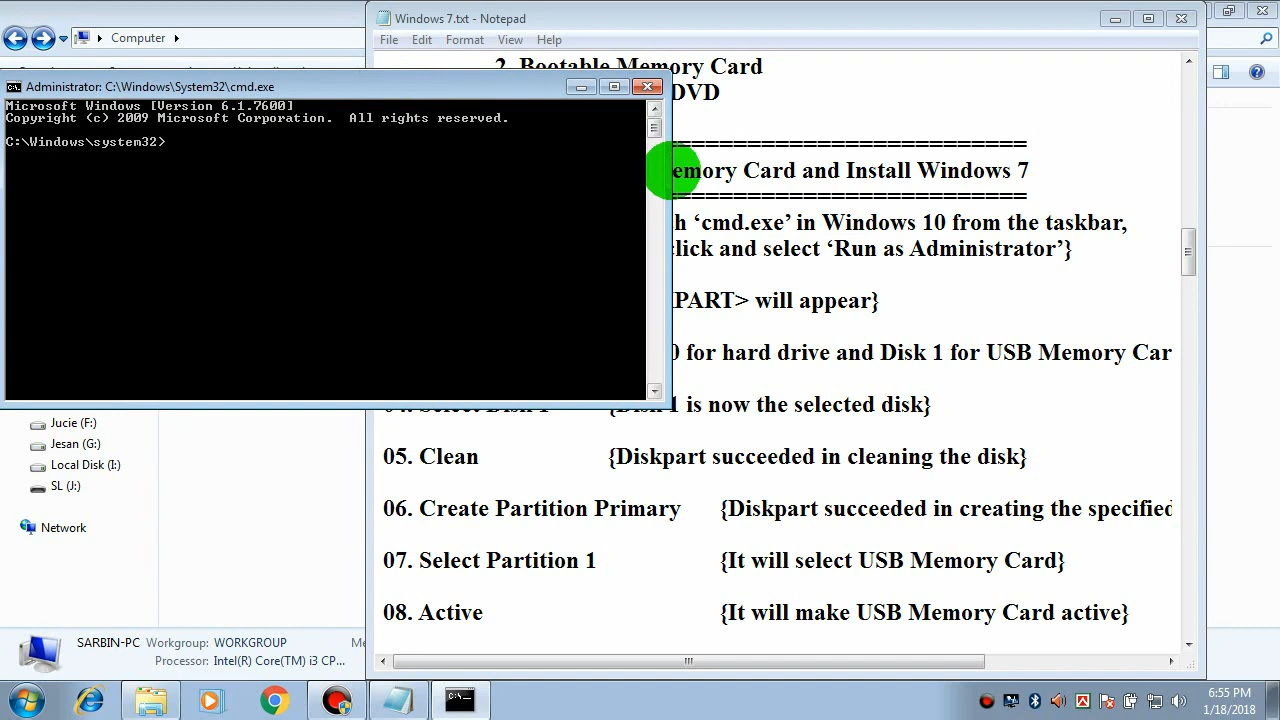 Windows 7.txt - Notepad
Computer
File Edit Format View Help
2. Bootable Memory Card
DVD
Administrator: C:\Windows\System32\cmd.exe
Microsoft Windows [Version 6.1.7600]
Copyright (c) 2009 Microsoft Corporation. All rights reserved.
C:\Windows\system32>
===========================
emory Card and Install Windows 7
===========================
h ‘cmd.exe’ in Windows 10 from the taskbar,
click and select ‘Run as Administrator’}
PART> will appear}
0 for hard drive and Disk 1 for USB Memory Car
04. Select Disk 1 {Disk 1 is now the selected disk}
05. Clean {Diskpart succeeded in cleaning the disk}
06. Create Partition Primary {Diskpart succeeded in creating the specified
07. Select Partition 1 {It will select USB Memory Card}
08. Active {It will make USB Memory Card active}
Jucie (F:)
Jesan (G:)
Local Disk (I:)
SL (J:)
Network
SARBIN-PC Workgroup: WORKGROUP Me
Processor: Intel(R) Core(TM) i3 CP...
6:55 PM
1/18/2018